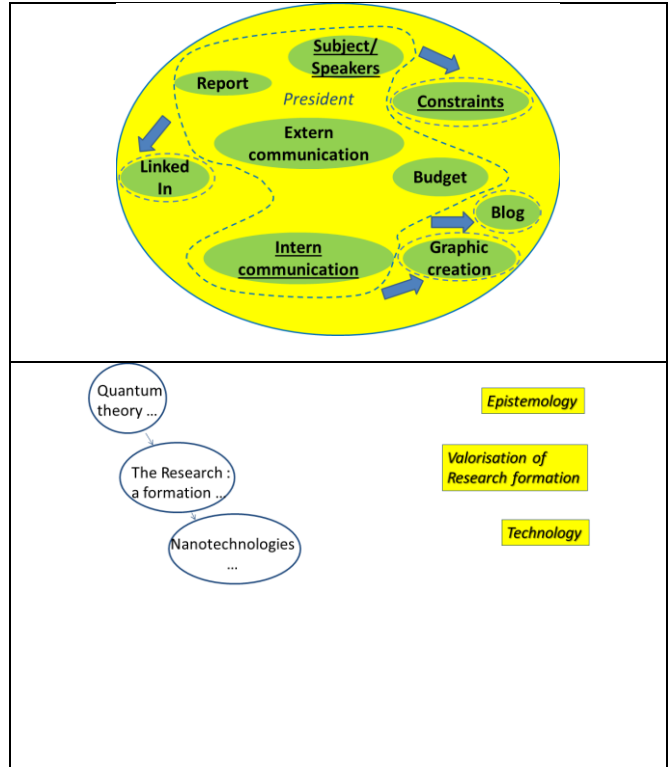 Subject/
Speakers
Report
President
Constraints
Extern
communication
Linked
In
Budget
Blog
Intern
communication
Graphic
creation
Quantum
theory ...
Epistemology
The Research :
a formation ...
Valorisation of
Research formation
Nanotechnologies
...
Technology